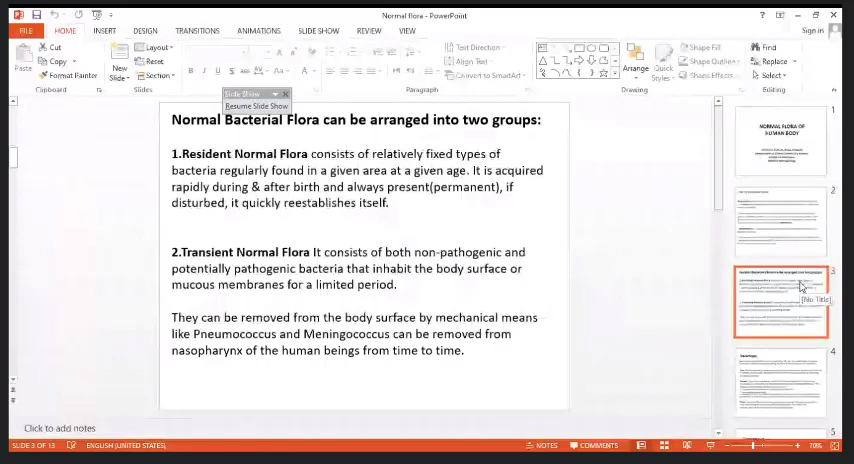 Normal flora - PowerPoint
Sign in
FILE HOME INSERT DESIGN TRANSITIONS ANIMATIONS SLIDE SHOW REVIEW VIEW
Cut
Copy
Format Painter
Paste
Clipboard
New
Slide
Layout
Reset
Section
Slides
Paragraph
Text Direction
Align Text
Convert to SmartArt
Arrange
Quick
Styles
Shape Fill
Shape Outline
Shape Effects
Drawing
Find
Replace
Select
Editing
Slide Show
Resume Slide Show
Normal Bacterial Flora can be arranged into two groups:
1.Resident Normal Flora consists of relatively fixed types of
bacteria regularly found in a given area at a given age. It is acquired
rapidly during & after birth and always present(permanent), if
disturbed, it quickly reestablishes itself.
2.Transient Normal Flora It consists of both non-pathogenic and
potentially pathogenic bacteria that inhabit the body surface or
mucous membranes for a limited period.
They can be removed from the body surface by mechanical means
like Pneumococcus and Meningococcus can be removed from
nasopharynx of the human beings from time to time.
1
NORMAL FLORA OF
HUMAN BODY
2
3
[No Title]
4
5
Click to add notes
SLIDE 3 OF 13 ENGLISH (UNITED STATES) NOTES COMMENTS 70%